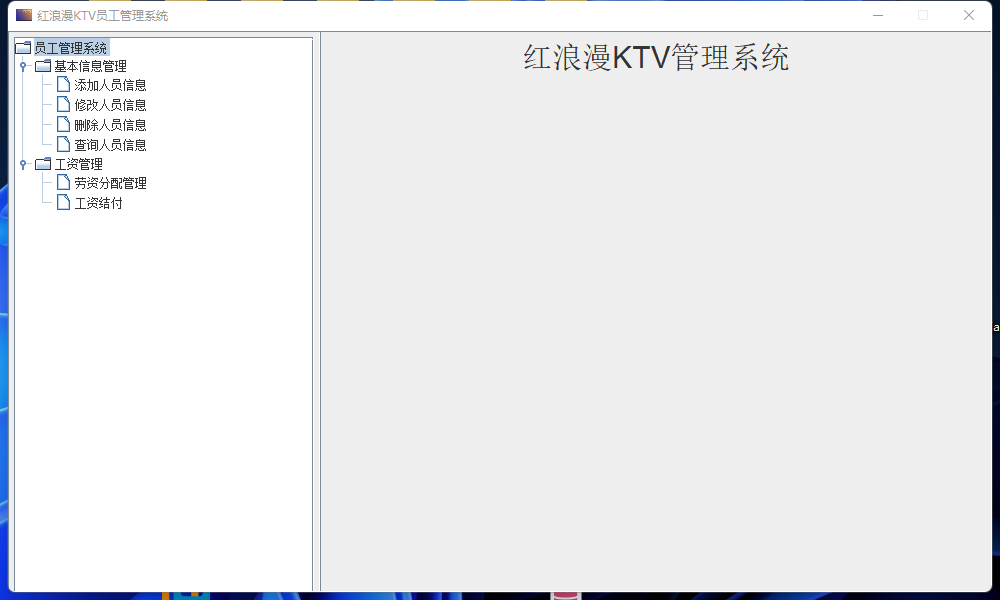 红浪漫KTV员工管理系统
员工管理系统
基本信息管理
添加人员信息
修改人员信息
删除人员信息
查询人员信息
工资管理
劳资分配管理
工资结付
红浪漫KTV管理系统
a